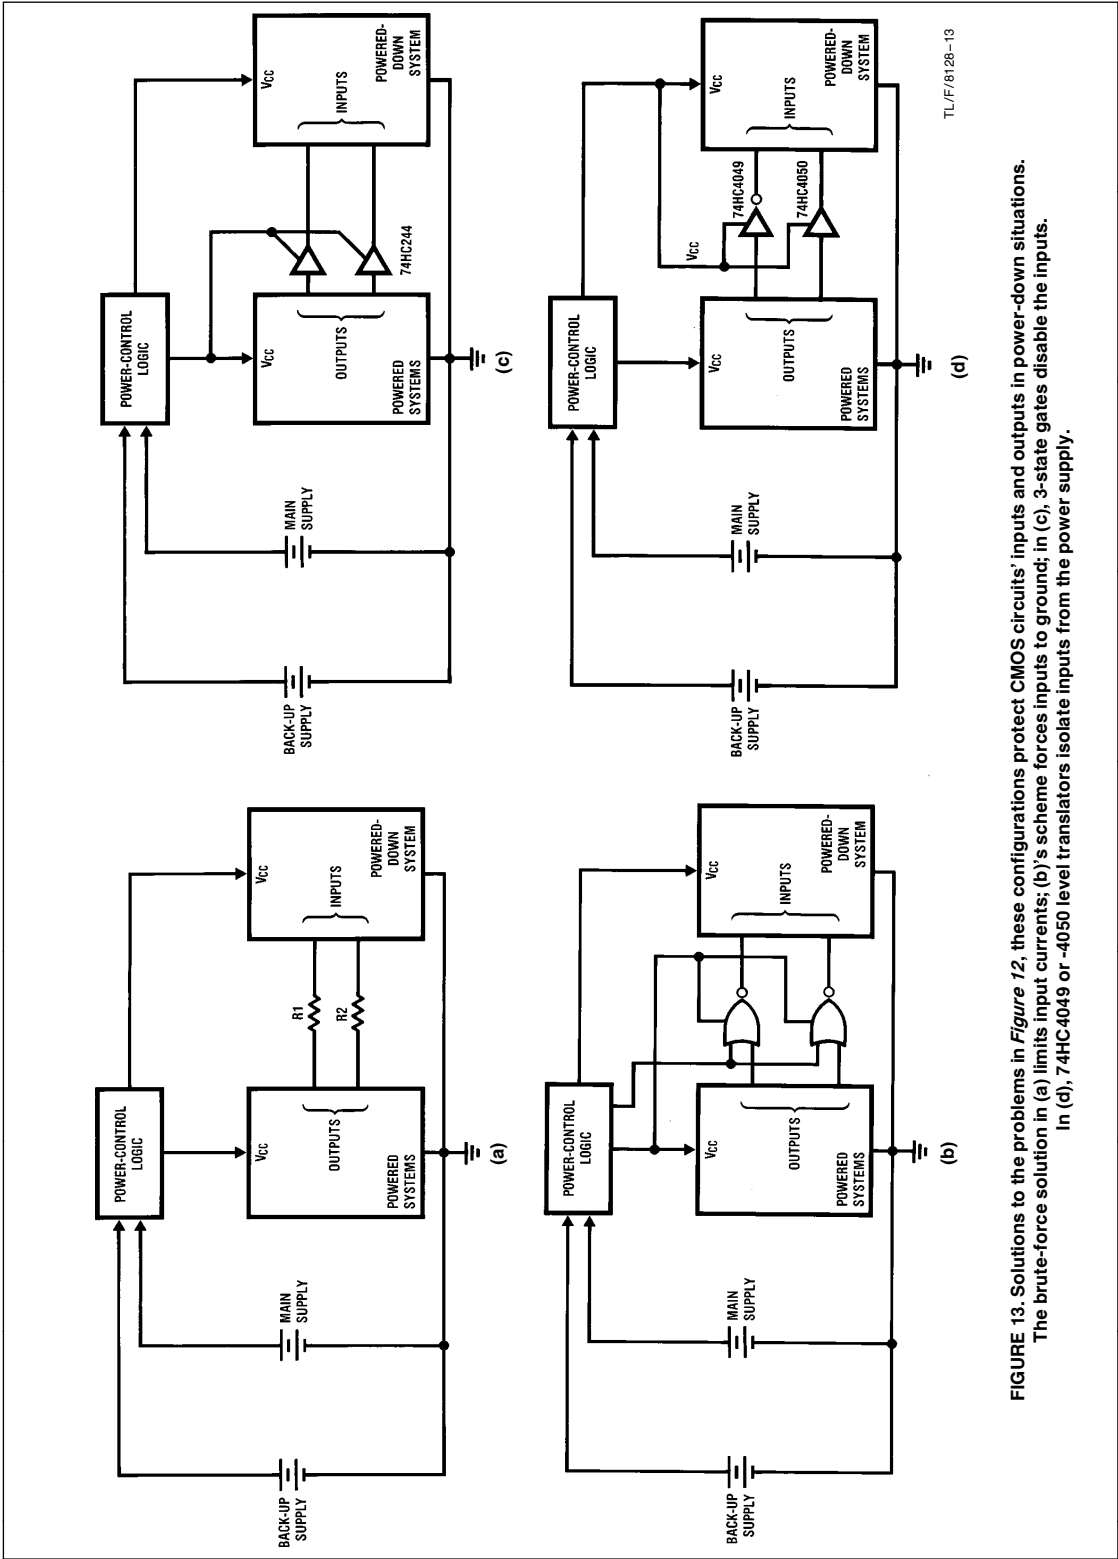 BACK-UP
SUPPLY
MAIN
SUPPLY
POWER-CONTROL
LOGIC
VCC
OUTPUTS
POWERED
SYSTEMS
R1
R2
VCC
INPUTS
POWERED-
DOWN
SYSTEM
(a)
BACK-UP
SUPPLY
MAIN
SUPPLY
POWER-CONTROL
LOGIC
VCC
OUTPUTS
POWERED
SYSTEMS
74HC244
VCC
INPUTS
POWERED-
DOWN
SYSTEM
(c)
BACK-UP
SUPPLY
MAIN
SUPPLY
POWER-CONTROL
LOGIC
VCC
OUTPUTS
POWERED
SYSTEMS
VCC
INPUTS
POWERED-
DOWN
SYSTEM
(b)
BACK-UP
SUPPLY
MAIN
SUPPLY
POWER-CONTROL
LOGIC
VCC
OUTPUTS
POWERED
SYSTEMS
VCC
74HC4049
74HC4050
VCC
INPUTS
POWERED-
DOWN
SYSTEM
(d)
TL/F/8128–13
FIGURE 13. Solutions to the problems in Figure 12, these configurations protect CMOS circuits' inputs and outputs in power-down situations.
The brute-force solution in (a) limits input currents; (b)'s scheme forces inputs to ground; in (c), 3-state gates disable the inputs.
In (d), 74HC4049 or -4050 level translators isolate inputs from the power supply.